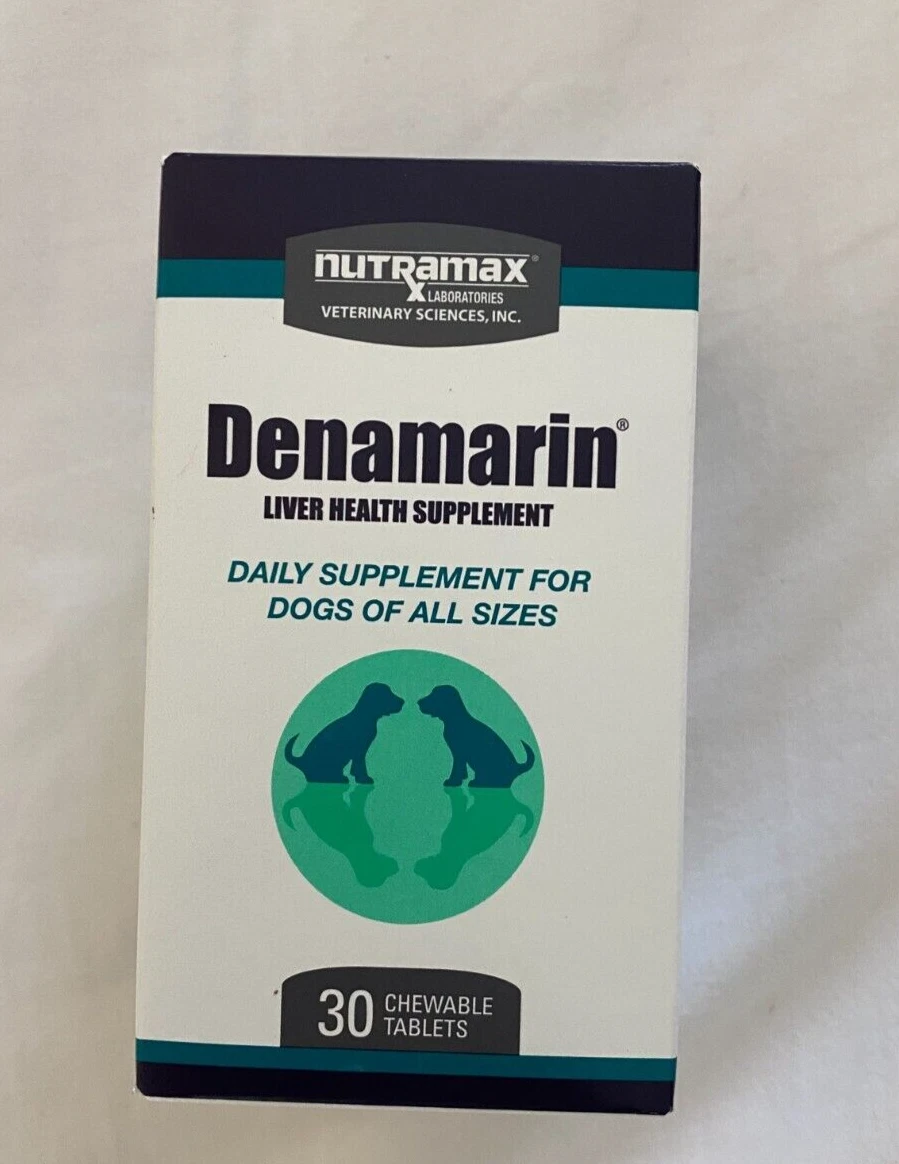 nutramax®
LABORATORIES
VETERINARY SCIENCES, INC.
Denamarin®
LIVER HEALTH SUPPLEMENT
DAILY SUPPLEMENT FOR
DOGS OF ALL SIZES
30 CHEWABLE
TABLETS